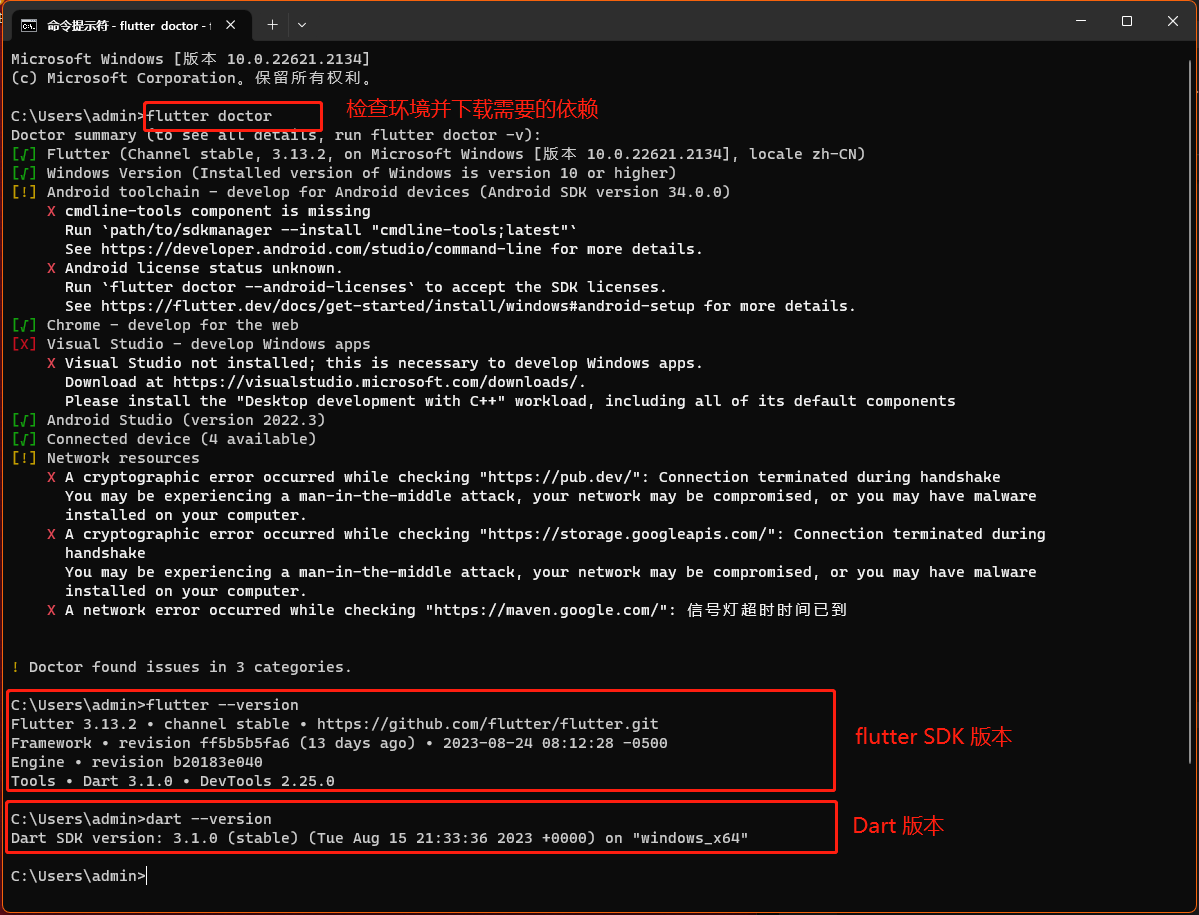 命令提示符 - flutter doctor - f
Microsoft Windows [版本 10.0.22621.2134]
(c) Microsoft Corporation。保留所有权利。
C:\Users\admin>flutter doctor
检查环境并下载需要的依赖
Doctor summary (to see all details, run flutter doctor -v):
[√] Flutter (Channel stable, 3.13.2, on Microsoft Windows [版本 10.0.22621.2134], locale zh-CN)
[√] Windows Version (Installed version of Windows is version 10 or higher)
[!] Android toolchain - develop for Android devices (Android SDK version 34.0.0)
X cmdline-tools component is missing
Run `path/to/sdkmanager --install "cmdline-tools;latest"`
See https://developer.android.com/studio/command-line for more details.
X Android license status unknown.
Run `flutter doctor --android-licenses` to accept the SDK licenses.
See https://flutter.dev/docs/get-started/install/windows#android-setup for more details.
[√] Chrome - develop for the web
[X] Visual Studio - develop Windows apps
X Visual Studio not installed; this is necessary to develop Windows apps.
Download at https://visualstudio.microsoft.com/downloads/.
Please install the "Desktop development with C++" workload, including all of its default components
[√] Android Studio (version 2022.3)
[√] Connected device (4 available)
[!] Network resources
X A cryptographic error occurred while checking "https://pub.dev/": Connection terminated during handshake
You may be experiencing a man-in-the-middle attack, your network may be compromised, or you may have malware
installed on your computer.
X A cryptographic error occurred while checking "https://storage.googleapis.com/": Connection terminated during
handshake
You may be experiencing a man-in-the-middle attack, your network may be compromised, or you may have malware
installed on your computer.
X A network error occurred while checking "https://maven.google.com/": 信号灯超时时间已到
! Doctor found issues in 3 categories.
C:\Users\admin>flutter --version
Flutter 3.13.2 • channel stable • https://github.com/flutter/flutter.git
Framework • revision ff5b5b5fa6 (13 days ago) • 2023-08-24 08:12:28 -0500
Engine • revision b20183e040
Tools • Dart 3.1.0 • DevTools 2.25.0
flutter SDK 版本
C:\Users\admin>dart --version
Dart SDK version: 3.1.0 (stable) (Tue Aug 15 21:33:36 2023 +0000) on "windows_x64"
Dart 版本
C:\Users\admin>